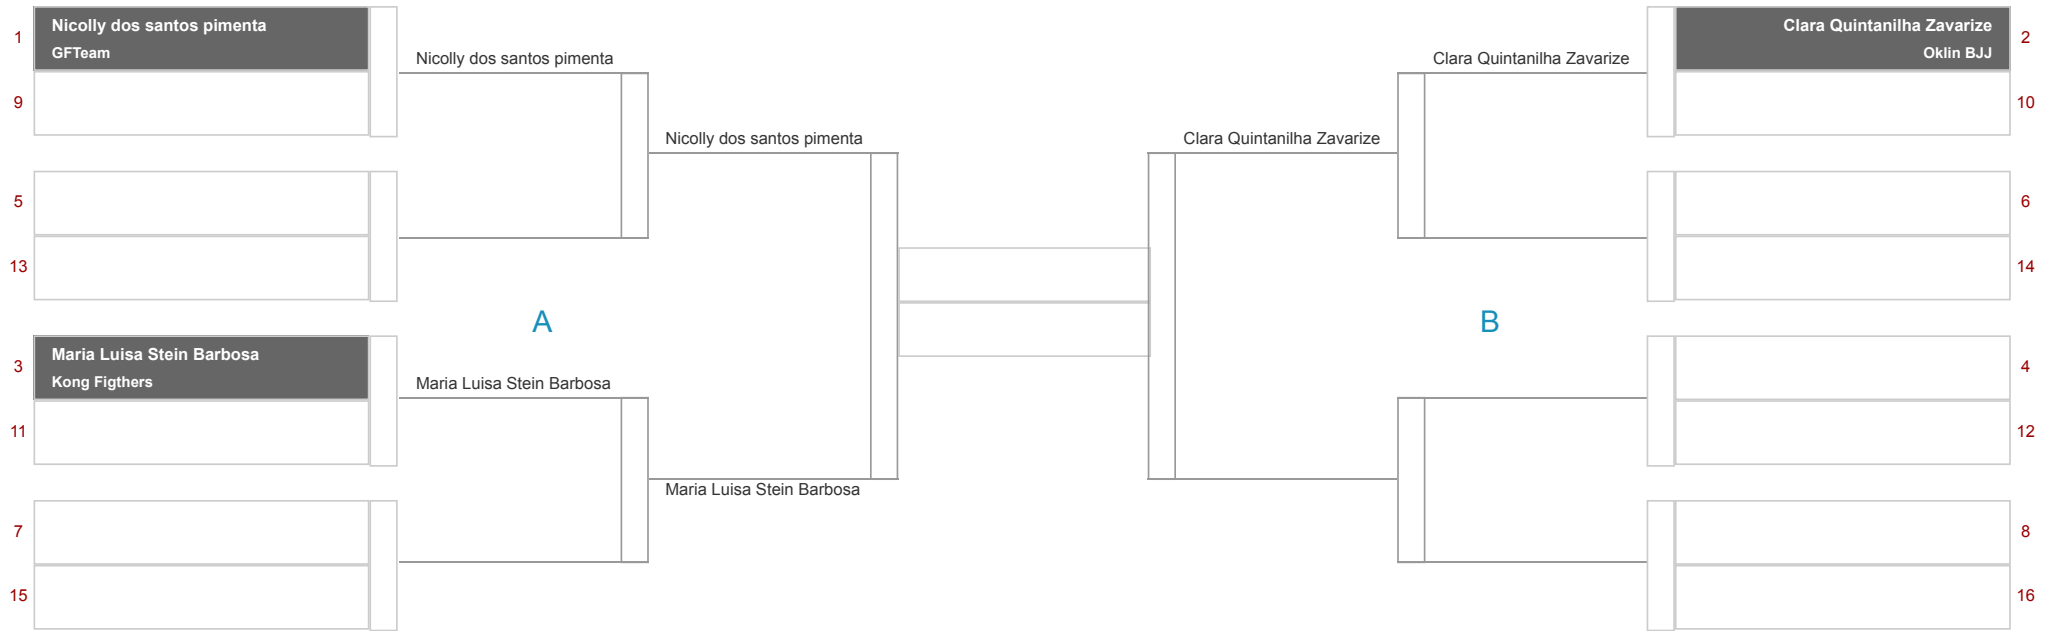 1
Nicolly dos santos pimenta
GFTeam
9
5
13
3
Maria Luisa Stein Barbosa
Kong Figthers
11
7
15
Nicolly dos santos pimenta
Maria Luisa Stein Barbosa
A
Nicolly dos santos pimenta
Maria Luisa Stein Barbosa
Clara Quintanilha Zavarize
B
Clara Quintanilha Zavarize
Clara Quintanilha Zavarize
Oklin BJJ
2
10
6
14
4
12
8
16